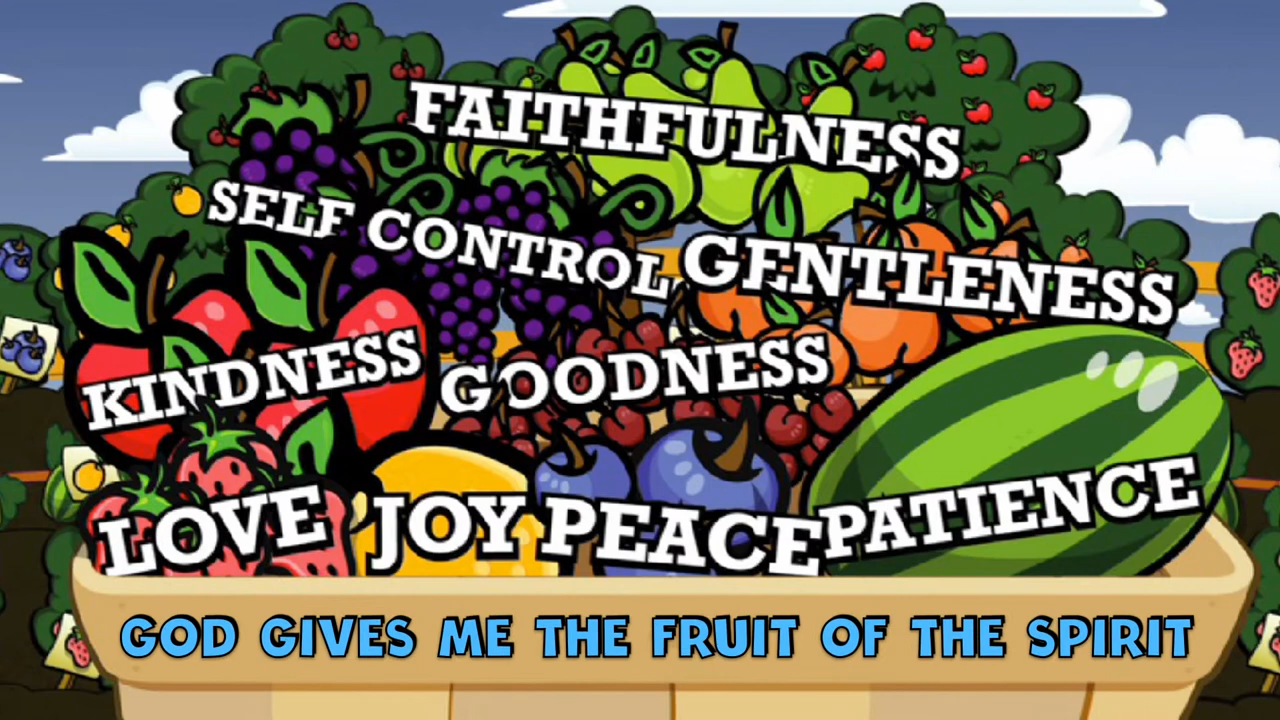 FAITHFULNESS
SELF CONTROL
GENTLENESS
KINDNESS
GOODNESS
LOVE
JOY
PEACE
PATIENCE
GOD GIVES ME THE FRUIT OF THE SPIRIT